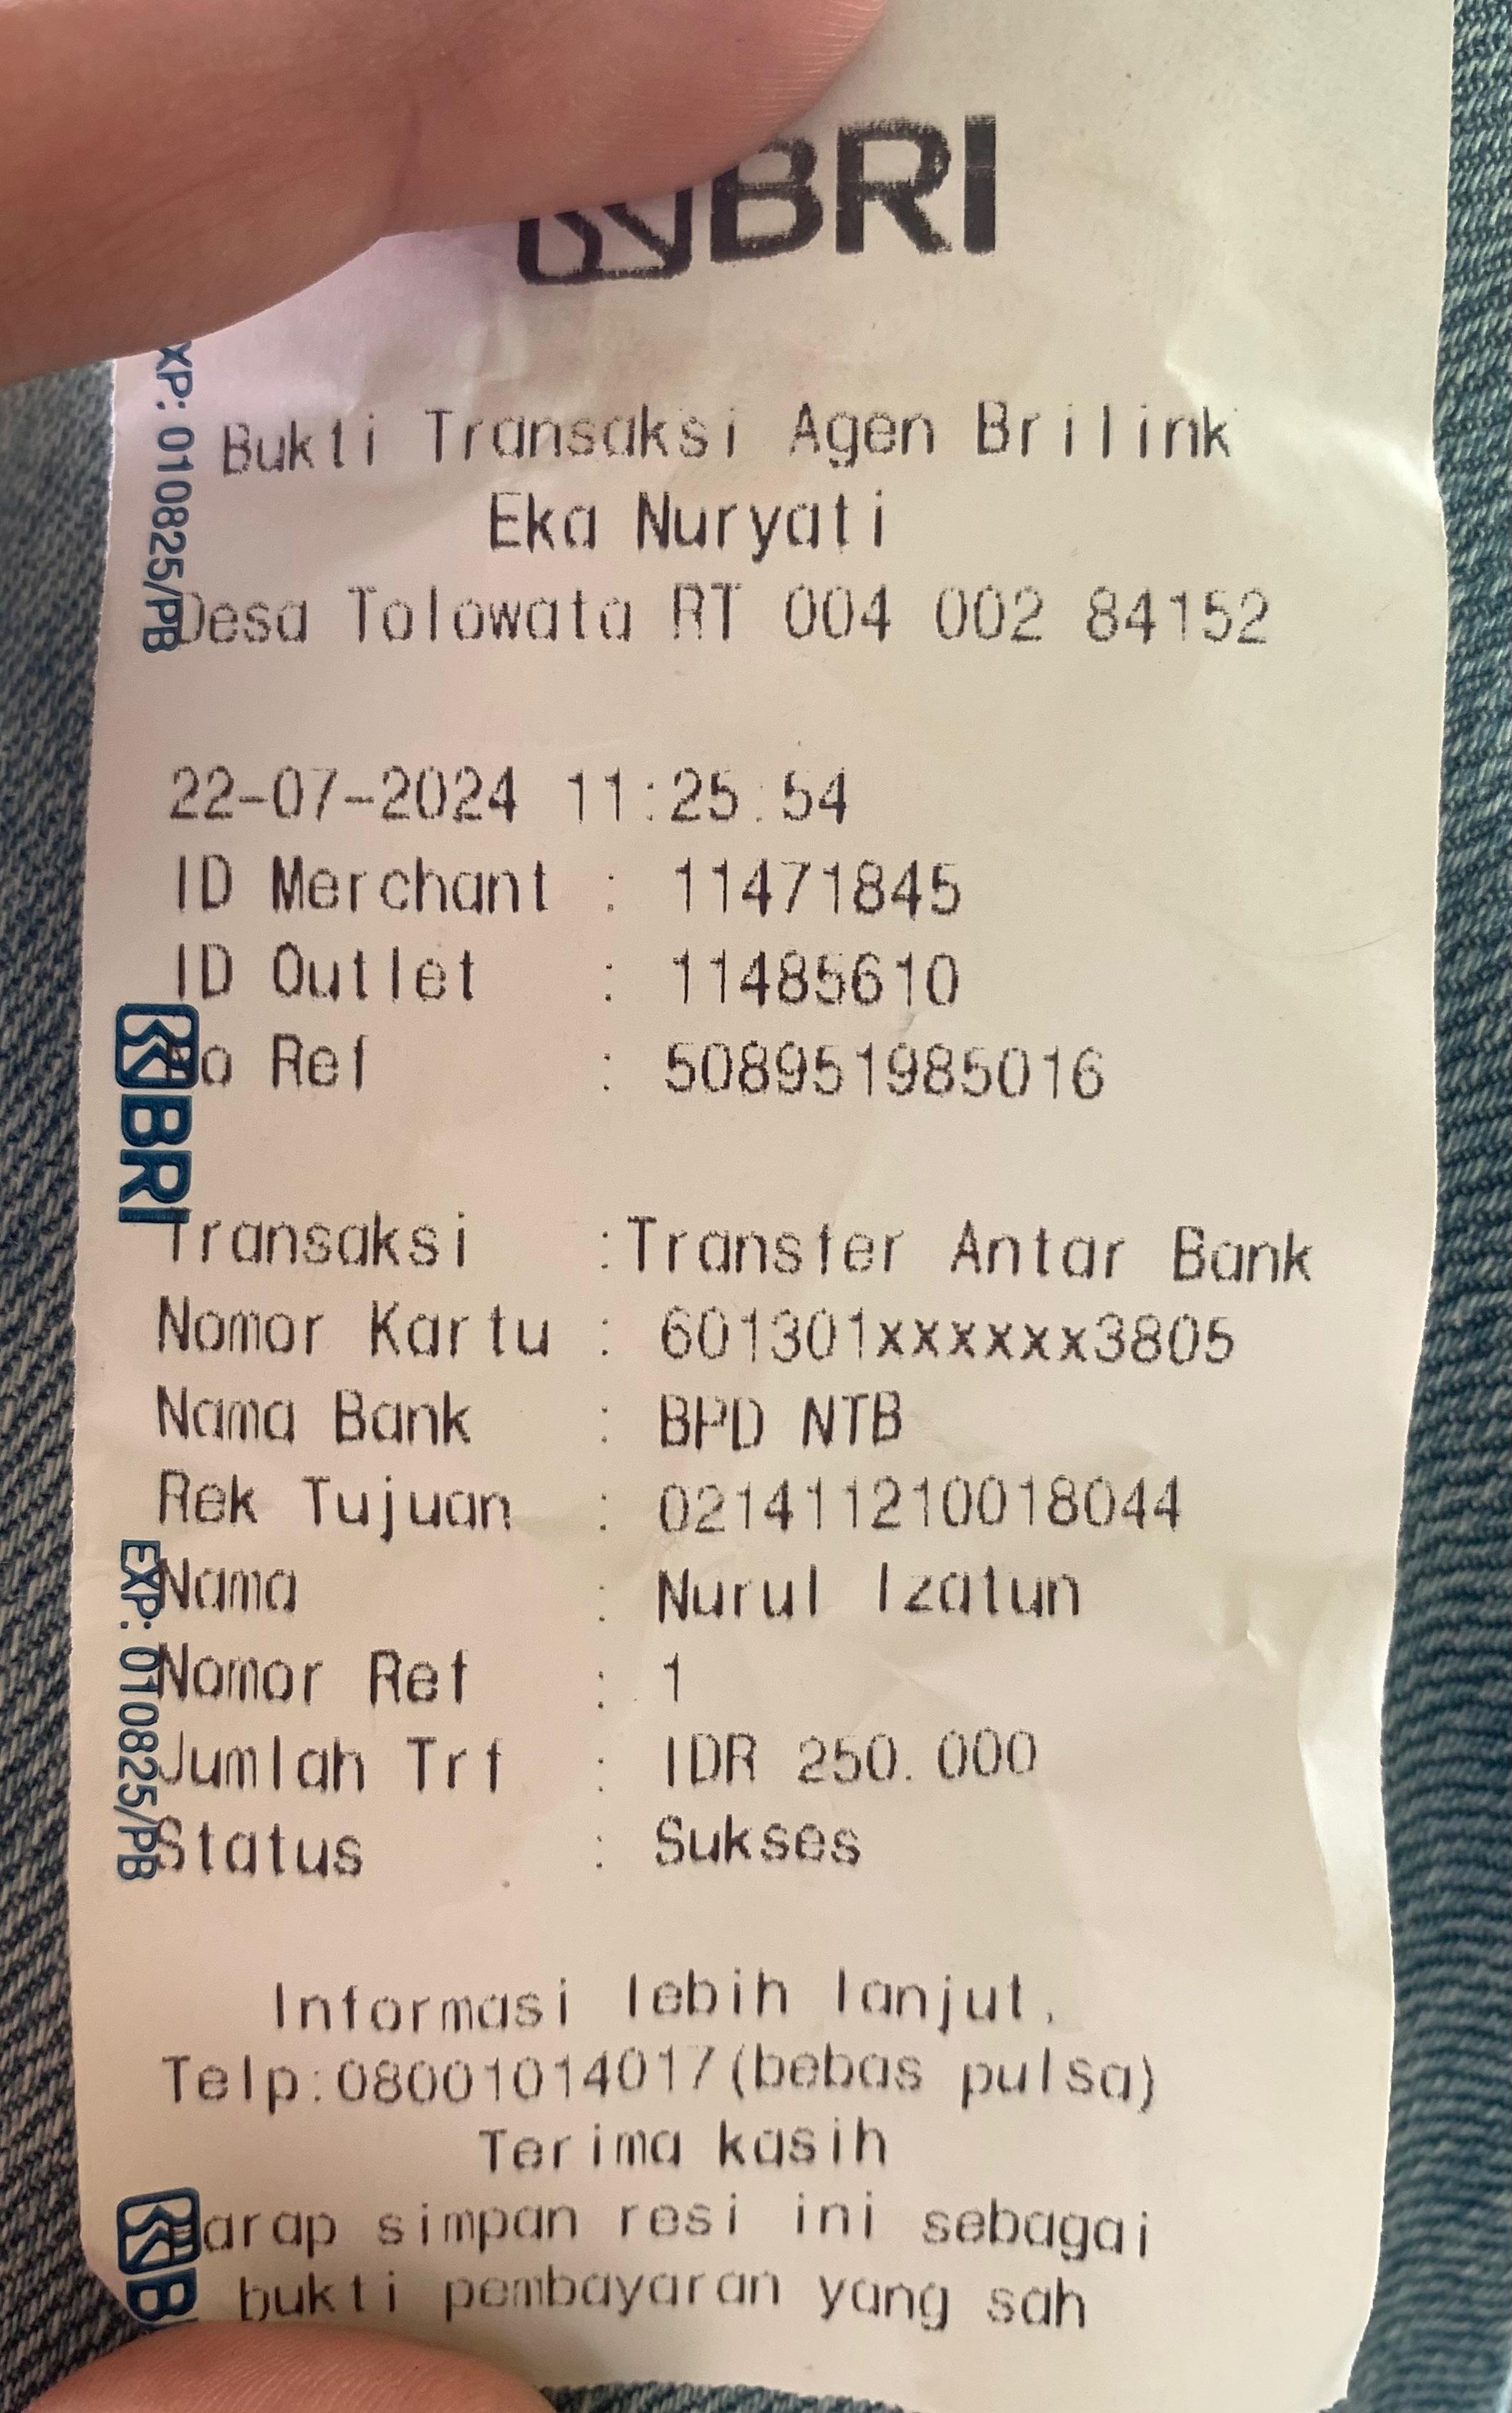 BRI
Bukti Transaksi Agen Brilink
Eka Nuryati
Desa Tolowata RT 004 002 84152
22-07-2024 11:25:54
ID Merchant : 11471845
ID Outlet : 11485610
No Ref : 508951985016
Transaksi :Transfer Antar Bank
Nomor Kartu : 601301xxxxxx3805
Nama Bank : BPD NTB
Rek Tujuan : 021411210018044
Nama : Nurul Izatun
Nomor Ref : 1
Jumlah Trf : IDR 250.000
Status : Sukses
Informasi lebih lanjut,
Telp:08001014017(bebas pulsa)
Terima kasih
Harap simpan resi ini sebagai
bukti pembayaran yang sah
XP: 010825/PB
BRI
EXP: 010825/PB
B